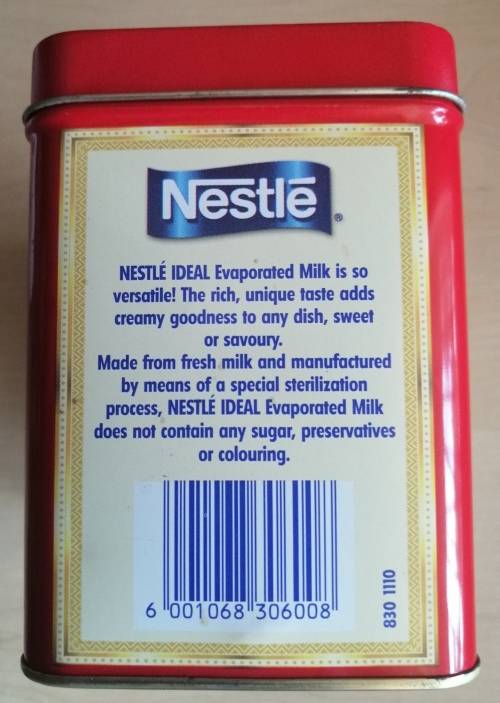 Nestlé ®
NESTLÉ IDEAL Evaporated Milk is so
versatile! The rich, unique taste adds
creamy goodness to any dish, sweet
or savoury.
Made from fresh milk and manufactured
by means of a special sterilization
process, NESTLÉ IDEAL Evaporated Milk
does not contain any sugar, preservatives
or colouring.
6 001068 306008
830 1110